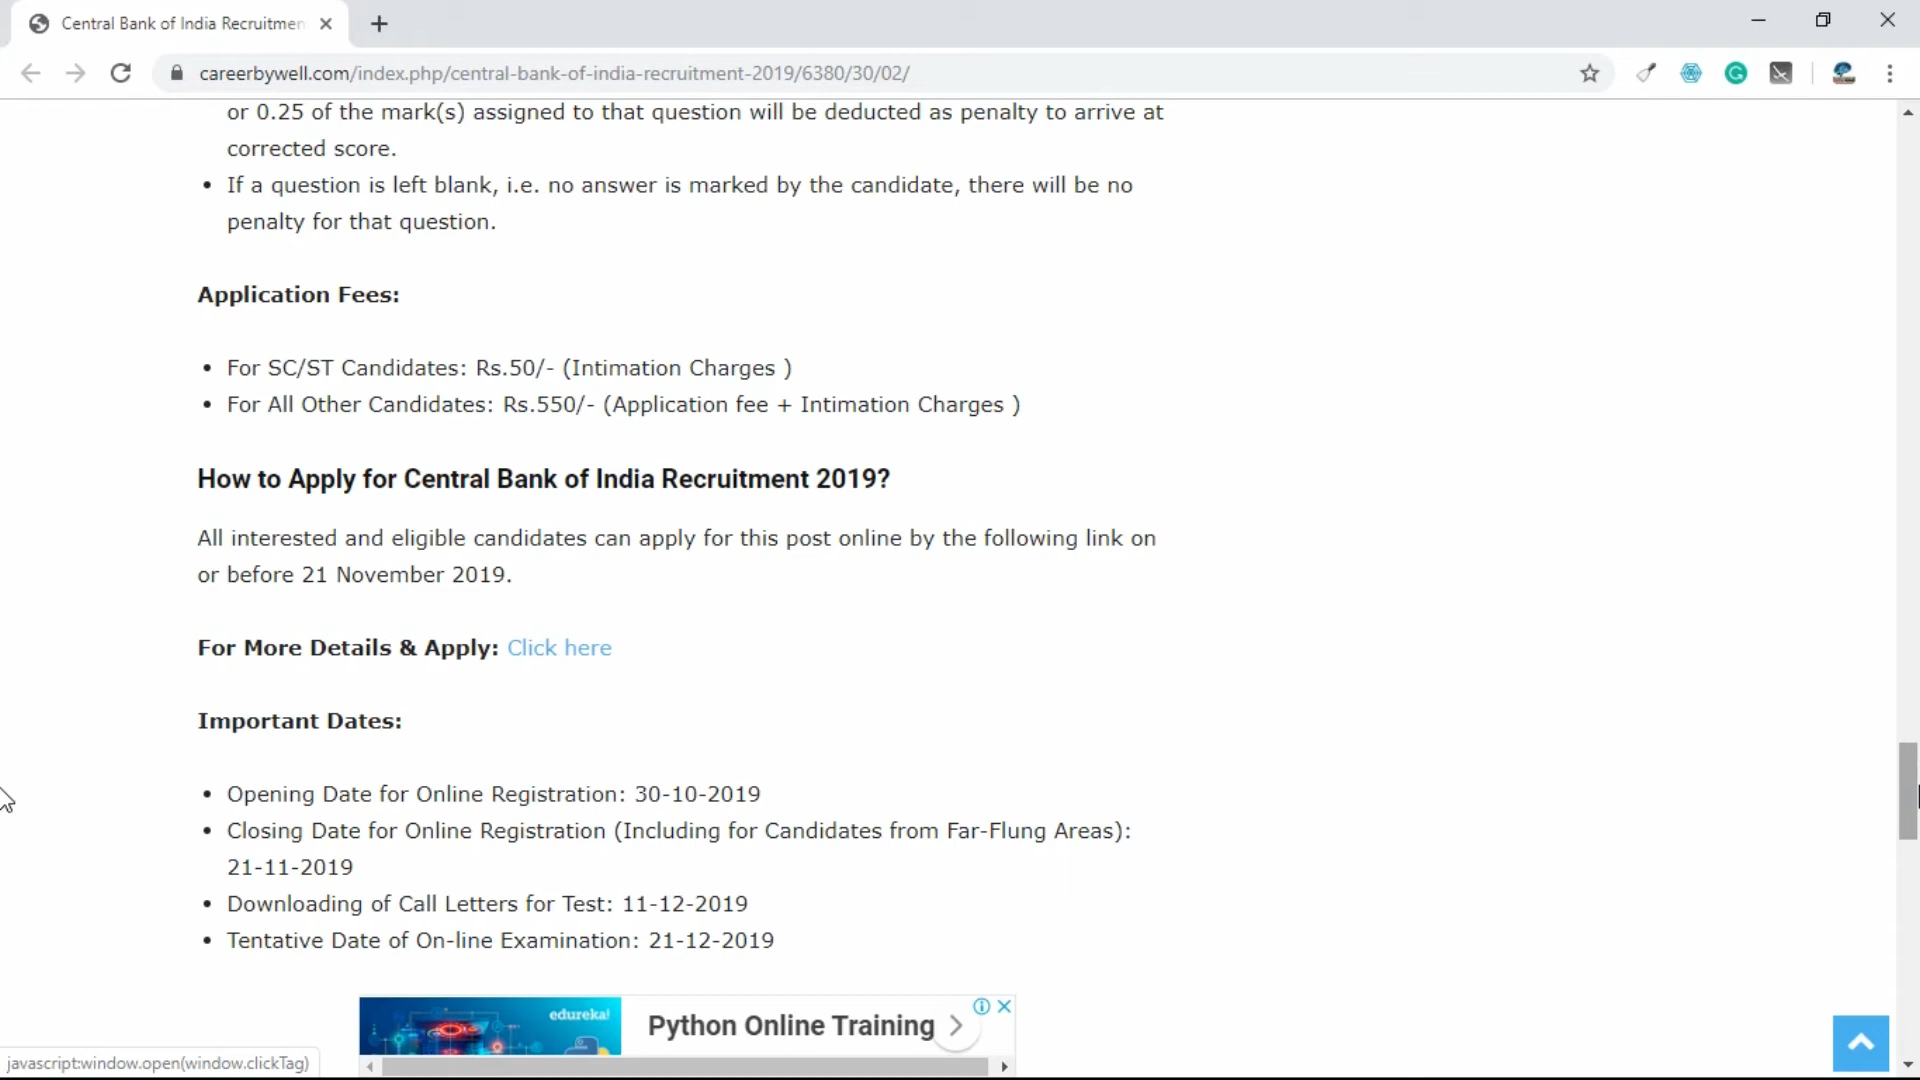 Central Bank of India Recruitmen
careerbywell.com/index.php/central-bank-of-india-recruitment-2019/6380/30/02/
or 0.25 of the mark(s) assigned to that question will be deducted as penalty to arrive at
corrected score.
• If a question is left blank, i.e. no answer is marked by the candidate, there will be no
penalty for that question.
Application Fees:
• For SC/ST Candidates: Rs.50/- (Intimation Charges )
• For All Other Candidates: Rs.550/- (Application fee + Intimation Charges )
How to Apply for Central Bank of India Recruitment 2019?
All interested and eligible candidates can apply for this post online by the following link on
or before 21 November 2019.
For More Details & Apply: Click here
Important Dates:
• Opening Date for Online Registration: 30-10-2019
• Closing Date for Online Registration (Including for Candidates from Far-Flung Areas):
21-11-2019
• Downloading of Call Letters for Test: 11-12-2019
• Tentative Date of On-line Examination: 21-12-2019
edureka!
Python Online Training
javascript:window.open(window.clickTag)